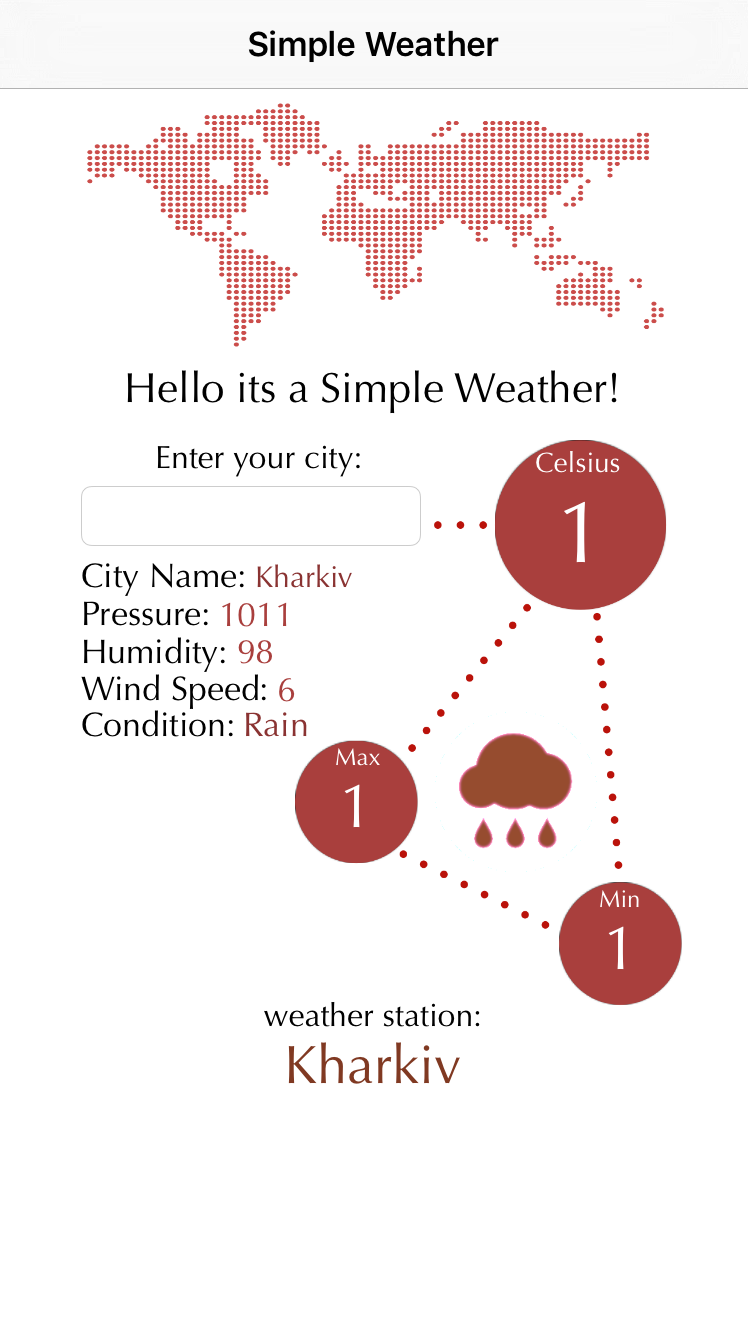 Simple Weather
Hello its a Simple Weather!
Enter your city:
Celsius
1
City Name: Kharkiv
Pressure: 1011
Humidity: 98
Wind Speed: 6
Condition: Rain
Max
1
Min
1
weather station:
Kharkiv